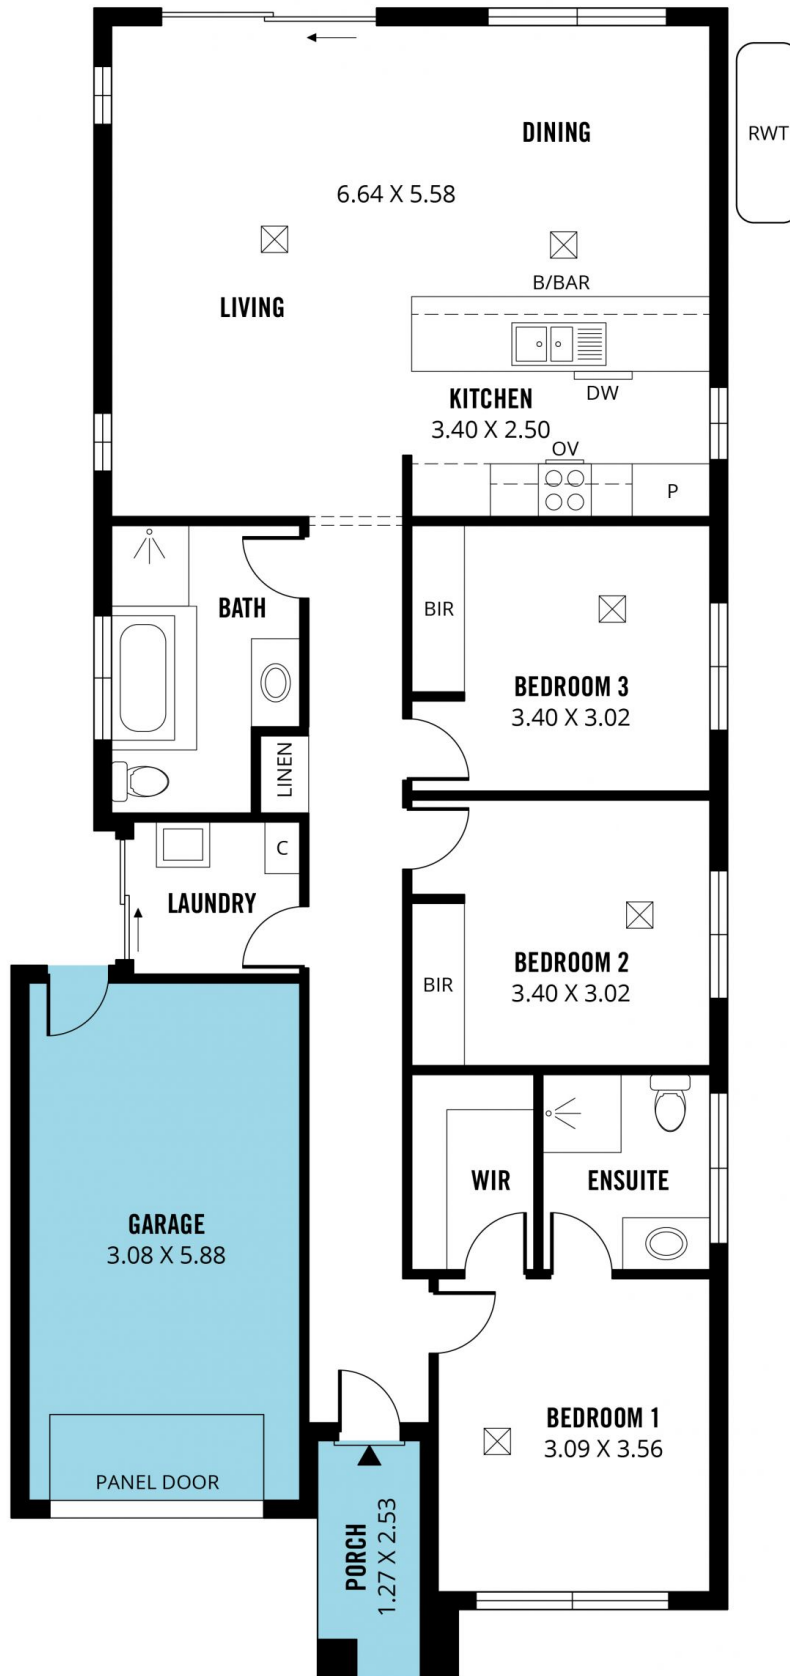 DINING
RWT
6.64 X 5.58
B/BAR
LIVING
KITCHEN
3.40 X 2.50
DW
OV
P
BATH
BIR
BEDROOM 3
3.40 X 3.02
LINEN
C
LAUNDRY
BEDROOM 2
3.40 X 3.02
BIR
WIR
ENSUITE
GARAGE
3.08 X 5.88
BEDROOM 1
3.09 X 3.56
PANEL DOOR
PORCH
1.27 X 2.53